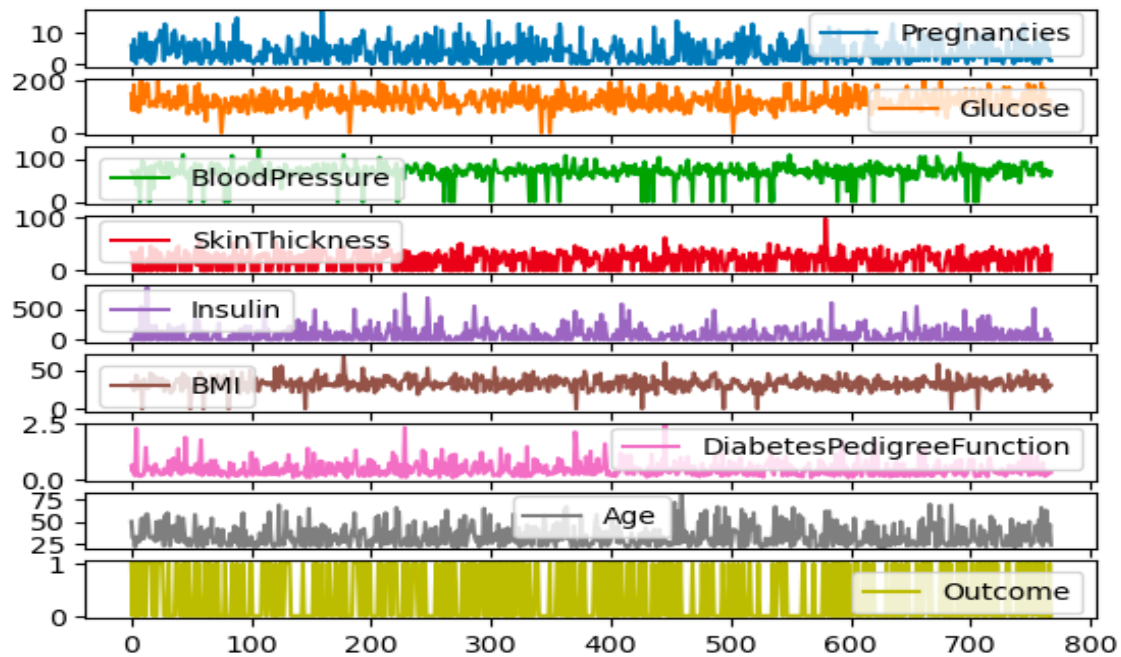 10
0
Pregnancies
200
0
Glucose
100
0
BloodPressure
100
0
SkinThickness
500
0
Insulin
50
0
BMI
2.5
0.0
DiabetesPedigreeFunction
75
50
25
Age
1
0
Outcome
0 100 200 300 400 500 600 700 800